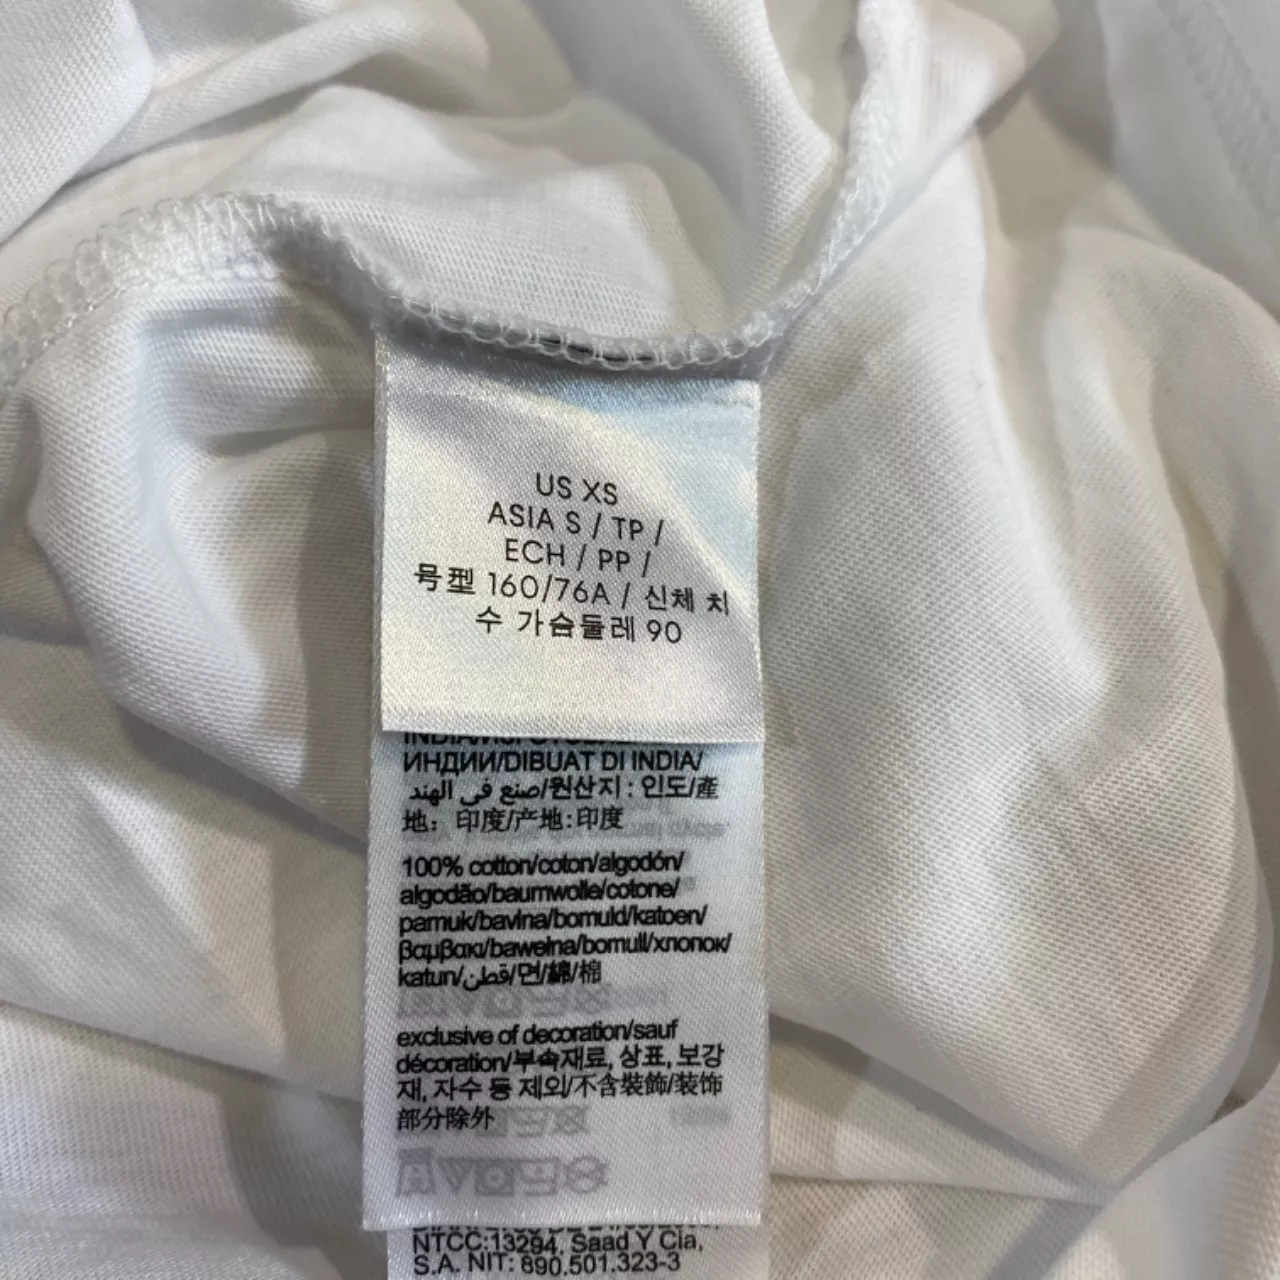 US XS
ASIA S / TP /
ECH / PP /
号型 160/76A / 신체 치
수 가슴둘레 90
ИНДИИ/DIBUAT DI INDIA/
صنع في الهند/원산지 : 인도/產
地： 印度/产地:印度
100% cotton/coton/algodón/
algodão/baumwolle/cotone/
pamuk/bavlna/bomuld/katoen/
βαμβακι/bawełna/bomull/хлопок/
katun/قطن/면/綿/棉
exclusive of decoration/sauf
décoration/부속재료, 상표, 보강
재, 자수 등 제외/不含裝飾/装饰
部分除外
NTCC:13294, Saad Y Cia,
S.A. NIT: 890.501.323-3